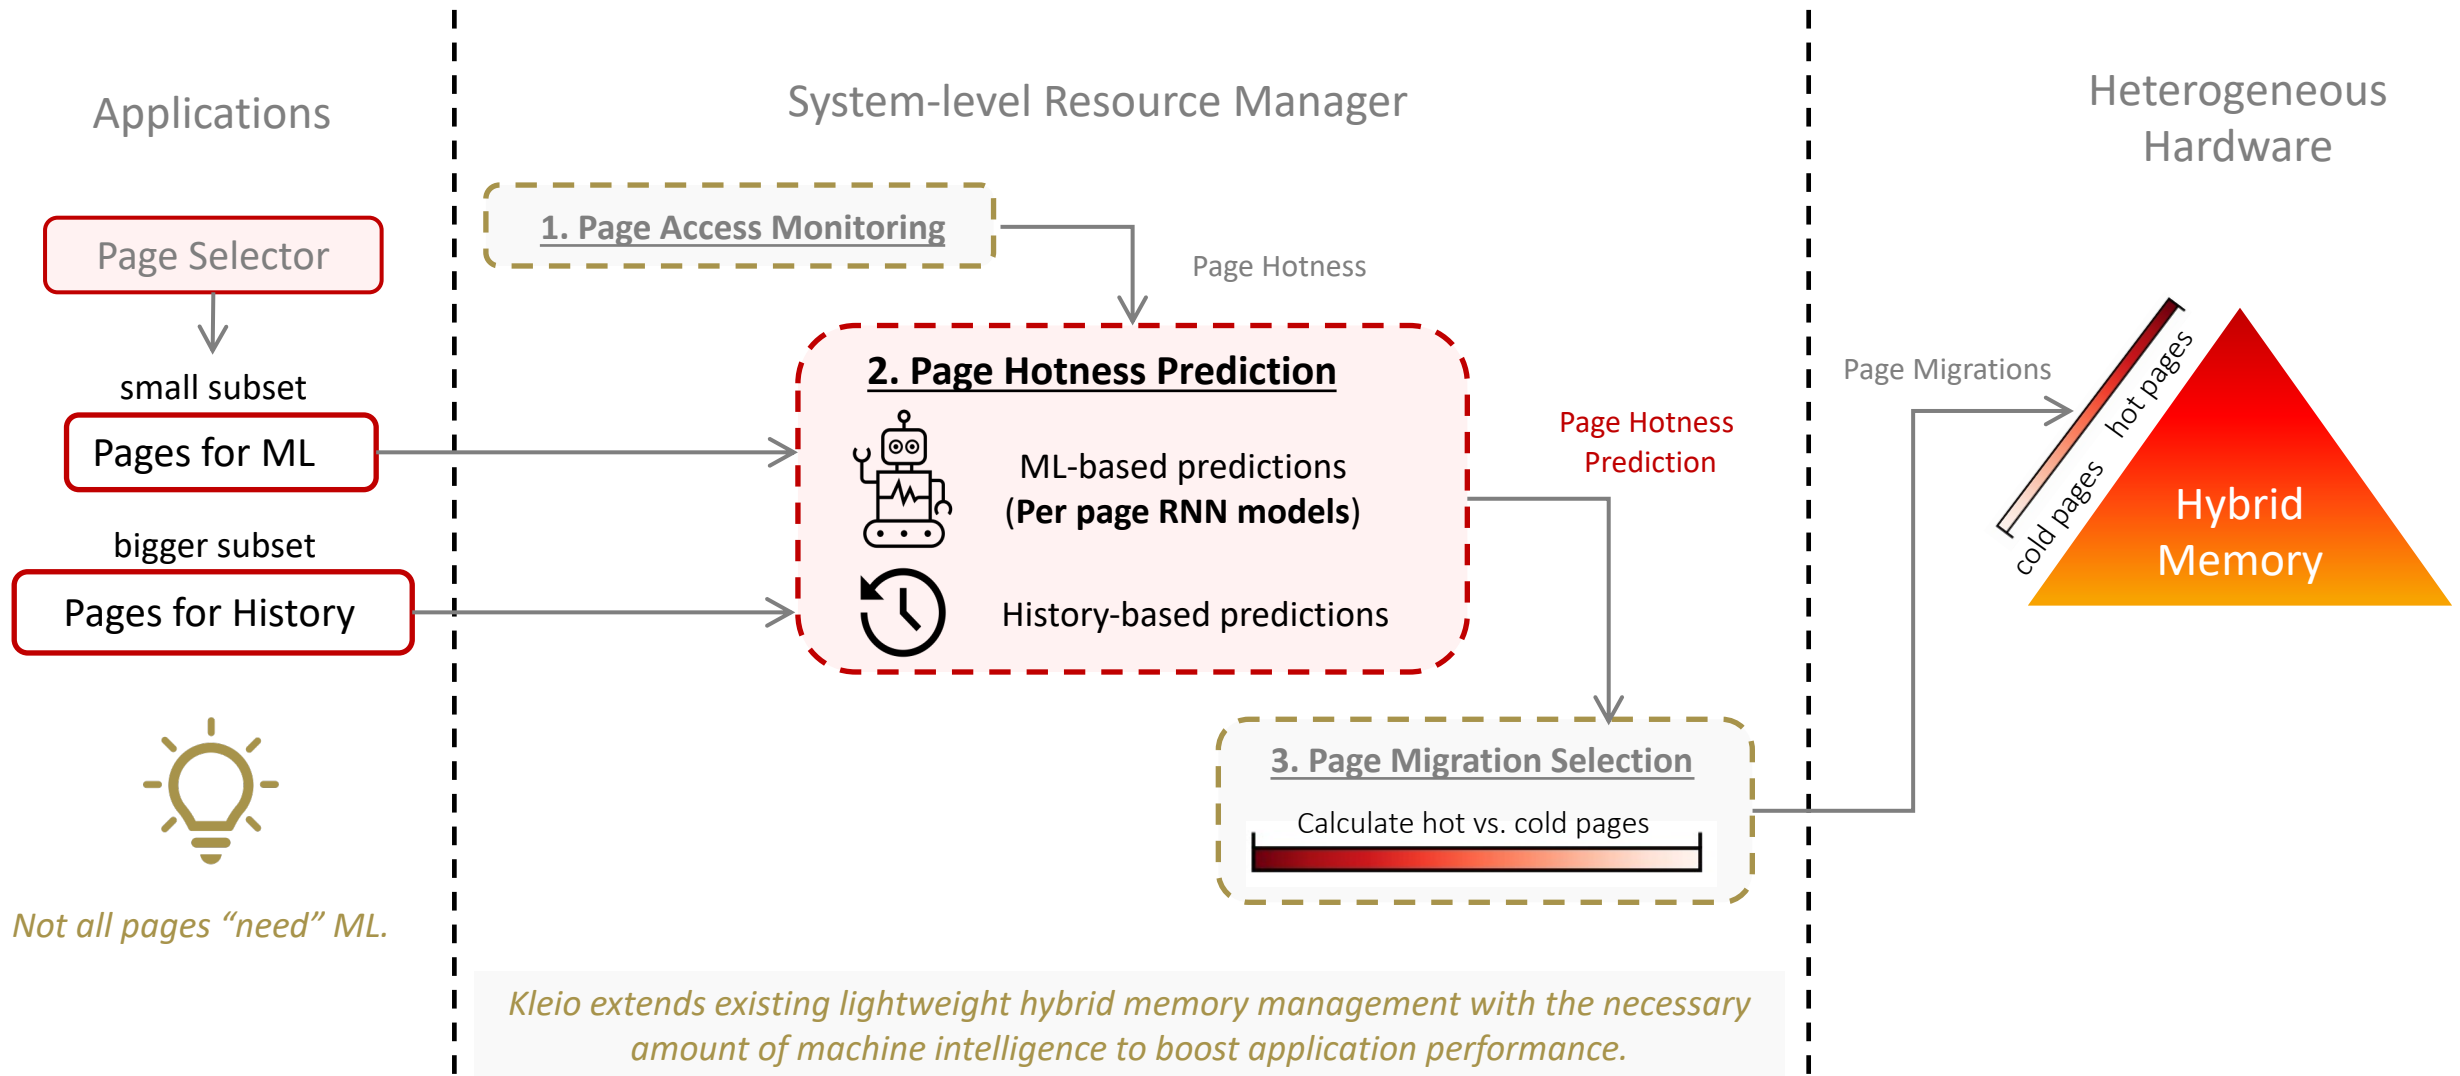 Applications
System-level Resource Manager
Heterogeneous
Hardware
Page Selector
small subset
Pages for ML
bigger subset
Pages for History
Not all pages “need” ML.
1. Page Access Monitoring
Page Hotness
2. Page Hotness Prediction
ML-based predictions
(Per page RNN models)
History-based predictions
Page Hotness
Prediction
3. Page Migration Selection
Calculate hot vs. cold pages
Page Migrations
hot pages
cold pages
Hybrid
Memory
Kleio extends existing lightweight hybrid memory management with the necessary
amount of machine intelligence to boost application performance.